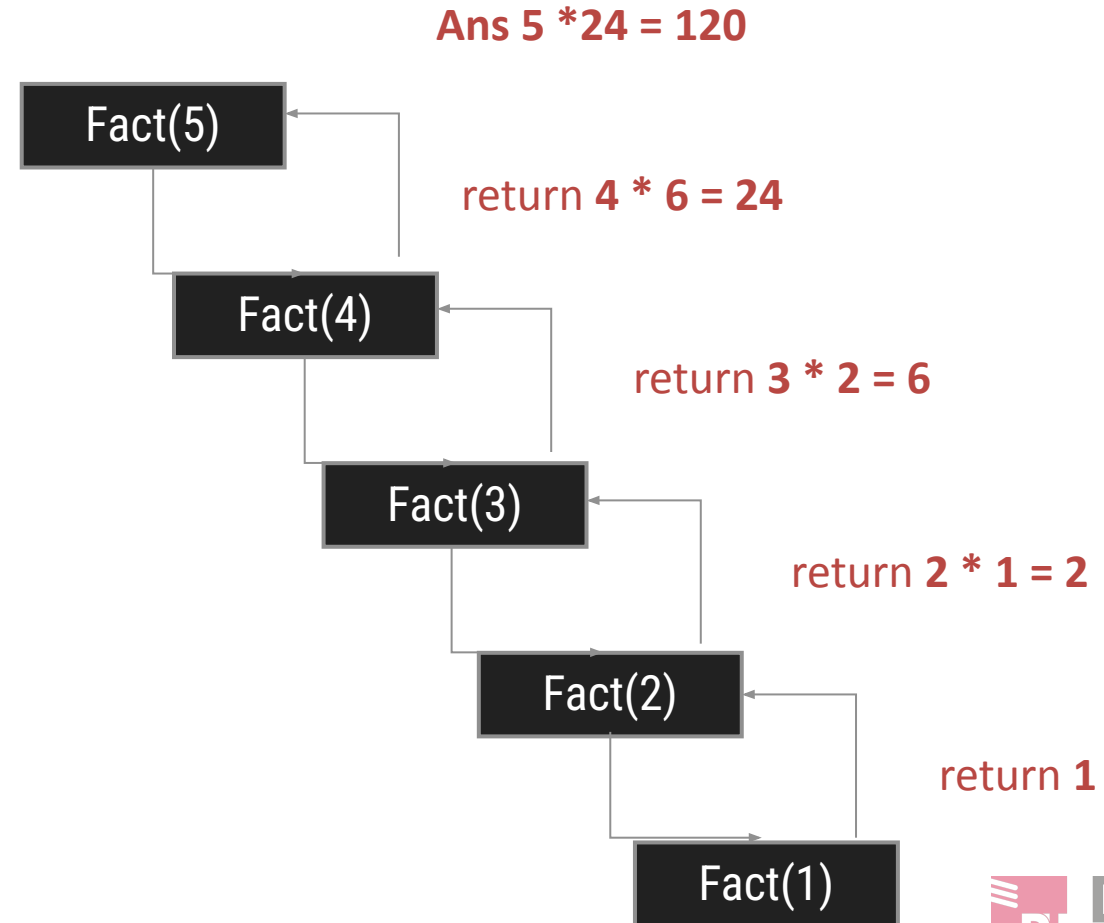 Ans 5 *24 = 120
Fact(5)
return 4 * 6 = 24
Fact(4)
return 3 * 2 = 6
Fact(3)
return 2 * 1 = 2
Fact(2)
return 1
Fact(1)